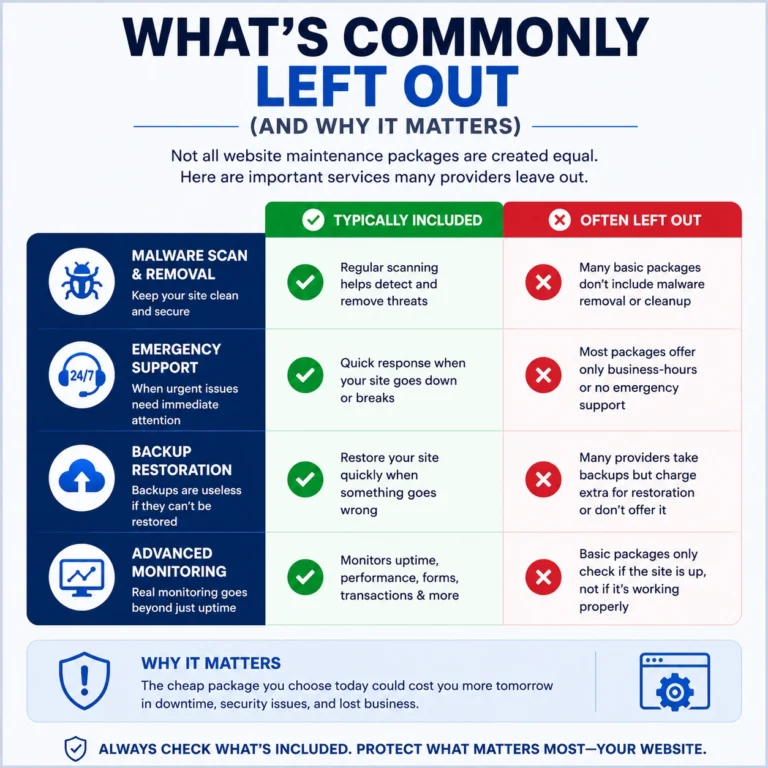 WHAT'S COMMONLY
LEFT OUT
(AND WHY IT MATTERS)
Not all website maintenance packages are created equal.
Here are important services many providers leave out.
TYPICALLY INCLUDED
OFTEN LEFT OUT
MALWARE SCAN
& REMOVAL
Keep your site clean
and secure
Regular scanning
helps detect and
remove threats
Many basic packages
don't include malware
removal or cleanup
24/7
EMERGENCY
SUPPORT
When urgent issues
need immediate
attention
Quick response when
your site goes down
or breaks
Most packages offer
only business-hours
or no emergency
support
BACKUP
RESTORATION
Backups are useless
if they can't be
restored
Restore your site
quickly when
something goes
wrong
Many providers take
backups but charge
extra for restoration
or don't offer it
ADVANCED
MONITORING
Real monitoring goes
beyond just uptime
Monitors uptime,
performance, forms,
transactions & more
Basic packages only
check if the site is up,
not if it's working
properly
WHY IT MATTERS
The cheap package you choose today could cost you more tomorrow
in downtime, security issues, and lost business.
ALWAYS CHECK WHAT'S INCLUDED. PROTECT WHAT MATTERS MOST—YOUR WEBSITE.